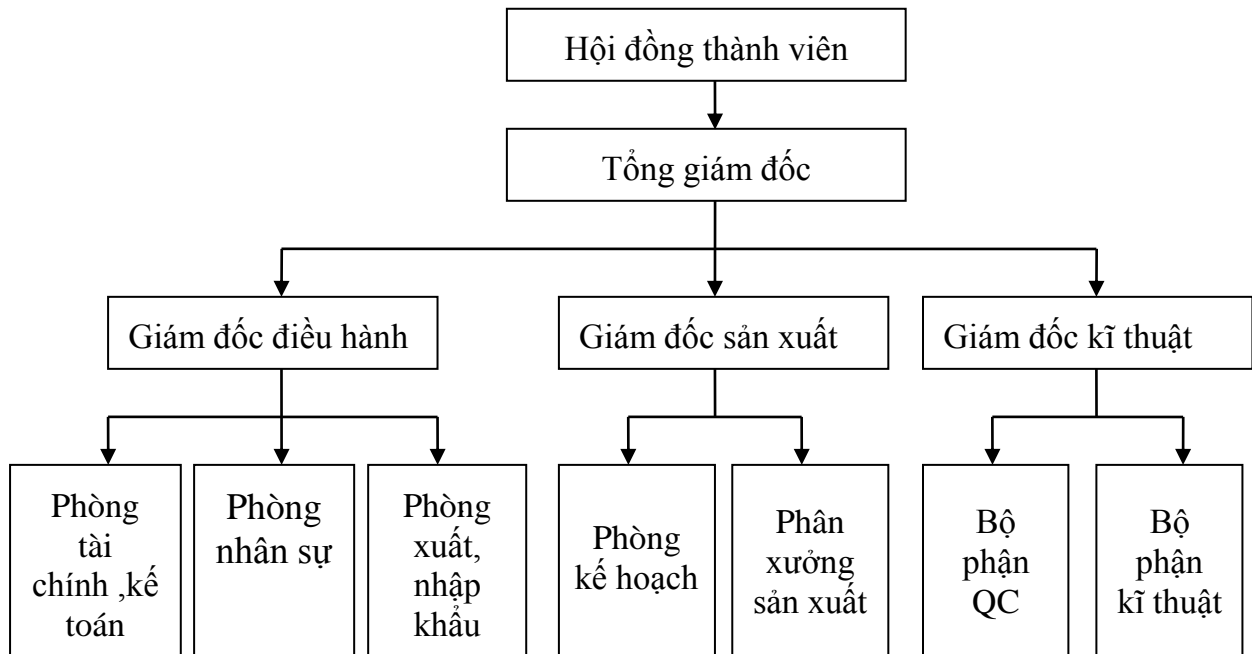 Hội đồng thành viên
Tổng giám đốc
Giám đốc điều hành
Giám đốc sản xuất
Giám đốc kĩ thuật
Phòng
tài
chính ,kế
toán
Phòng
nhân sự
Phòng
xuất,
nhập
khẩu
Phòng
kế hoạch
Phân
xưởng
sản xuất
Bộ
phận
QC
Bộ
phận
kĩ thuật